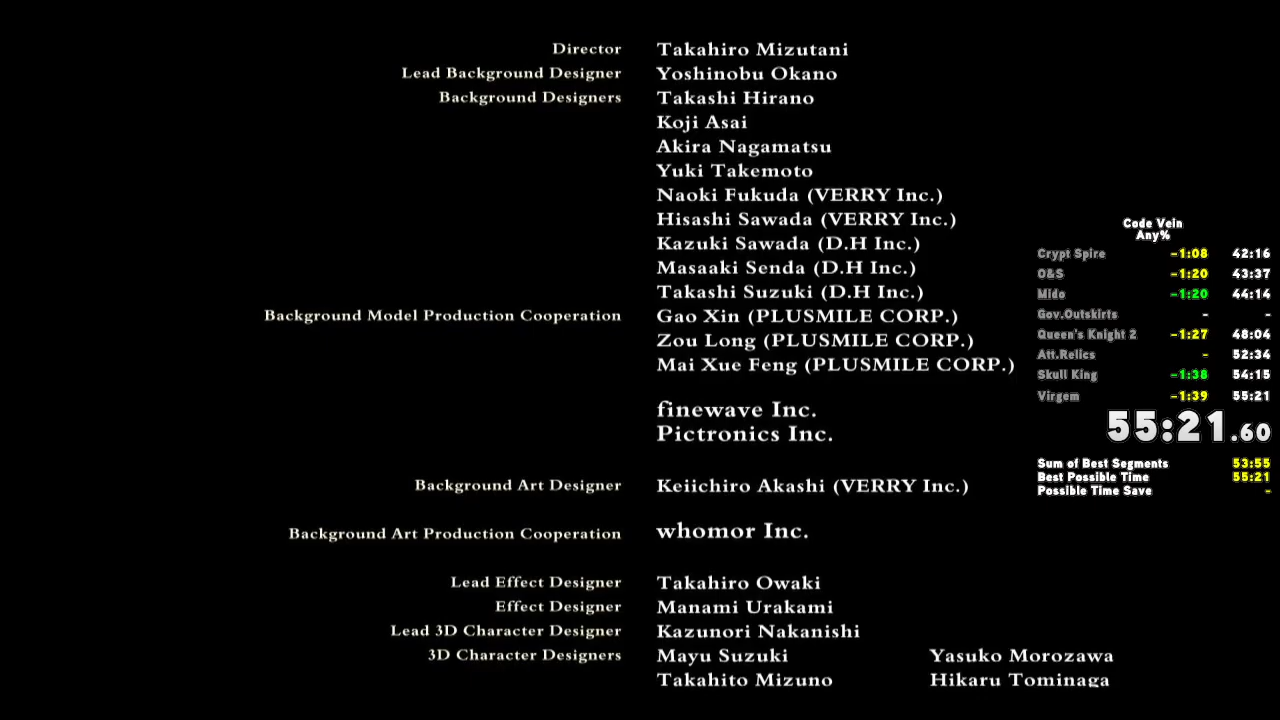 Director Takahiro Mizutani
Lead Background Designer Yoshinobu Okano
Background Designers Takashi Hirano
Koji Asai
Akira Nagamatsu
Yuki Takemoto
Naoki Fukuda (VERRY Inc.)
Hisashi Sawada (VERRY Inc.)
Kazuki Sawada (D.H Inc.)
Masaaki Senda (D.H Inc.)
Takashi Suzuki (D.H Inc.)
Background Model Production Cooperation Gao Xin (PLUSMILE CORP.)
Zou Long (PLUSMILE CORP.)
Mai Xue Feng (PLUSMILE CORP.)
finewave Inc.
Pictronics Inc.
Background Art Designer Keiichiro Akashi (VERRY Inc.)
Background Art Production Cooperation whomor Inc.
Lead Effect Designer Takahiro Owaki
Effect Designer Manami Urakami
Lead 3D Character Designer Kazunori Nakanishi
3D Character Designers Mayu Suzuki Yasuko Morozawa
Takahito Mizuno Hikaru Tominaga
Code Vein
Any%
Crypt Spire -1:08 42:16
O&S -1:20 43:37
Mido -1:20 44:14
Gov.Outskirts - -
Queen's Knight 2 -1:27 48:04
Att.Relics - 52:34
Skull King -1:38 54:15
Virgem -1:39 55:21
55:21.60
Sum of Best Segments 53:55
Best Possible Time 55:21
Possible Time Save -